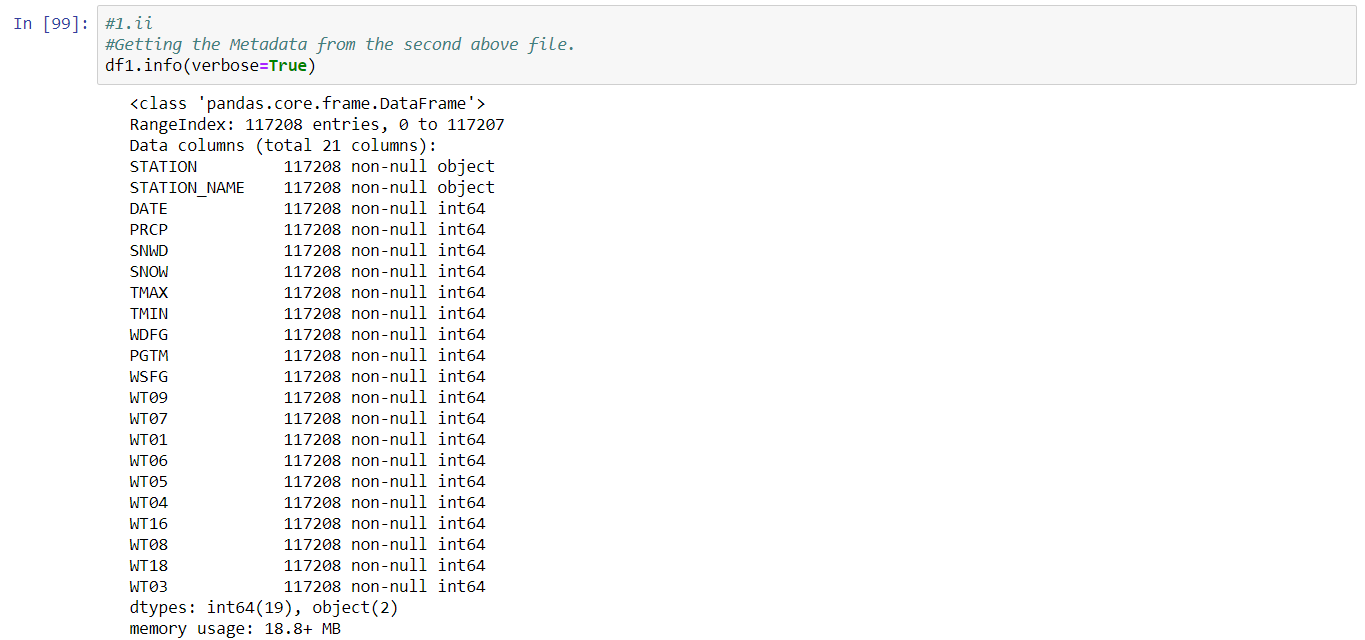 In [99]: #1.ii
#Getting the Metadata from the second above file.
df1.info(verbose=True)
<class 'pandas.core.frame.DataFrame'>
RangeIndex: 117208 entries, 0 to 117207
Data columns (total 21 columns):
STATION         117208 non-null object
STATION_NAME    117208 non-null object
DATE            117208 non-null int64
PRCP            117208 non-null int64
SNWD            117208 non-null int64
SNOW            117208 non-null int64
TMAX            117208 non-null int64
TMIN            117208 non-null int64
WDFG            117208 non-null int64
PGTM            117208 non-null int64
WSFG            117208 non-null int64
WT09            117208 non-null int64
WT07            117208 non-null int64
WT01            117208 non-null int64
WT06            117208 non-null int64
WT05            117208 non-null int64
WT04            117208 non-null int64
WT16            117208 non-null int64
WT08            117208 non-null int64
WT18            117208 non-null int64
WT03            117208 non-null int64
dtypes: int64(19), object(2)
memory usage: 18.8+ MB